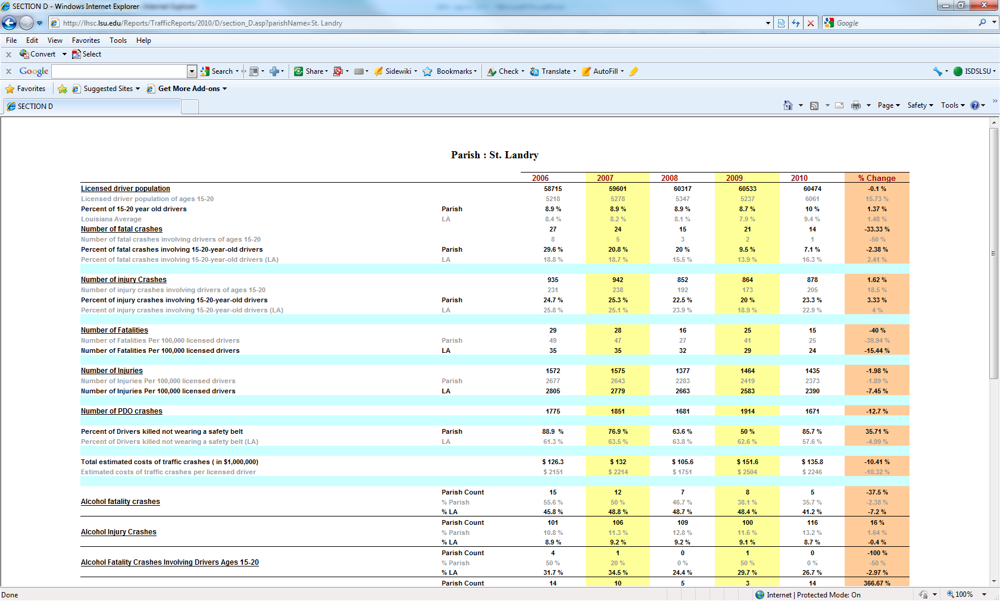 SECTION D - Windows Internet Explorer
http://lhsc.lsu.edu/Reports/TrafficReports/2010/D/section_D.asp?parishName=St. Landry
Google
File Edit View Favorites Tools Help
x Convert Select
x Google Search Share Sidewiki Bookmarks Check Translate AutoFill ISDSLSU
Favorites Suggested Sites Get More Add-ons
SECTION D Page Safety Tools
Parish : St. Landry
2006 2007 2008 2009 2010 % Change
Licensed driver population 58715 59601 60317 60533 60474 -0.1 %
Licensed driver population of ages 15-20 5218 5278 5347 5237 6061 15.73 %
Percent of 15-20 year old drivers Parish 8.9 % 8.9 % 8.9 % 8.7 % 10 % 1.37 %
Louisiana Average LA 8.4 % 8.2 % 8.1 % 7.9 % 9.4 % 1.48 %
Number of fatal crashes 27 24 15 21 14 -33.33 %
Number of fatal crashes involving drivers of ages 15-20 8 5 3 2 1 -50 %
Percent of fatal crashes involving 15-20-year-old drivers Parish 29.6 % 20.8 % 20 % 9.5 % 7.1 % -2.38 %
Percent of fatal crashes involving 15-20-year-old drivers (LA) LA 18.8 % 18.7 % 15.5 % 13.9 % 16.3 % 2.41 %
Number of injury Crashes 935 942 852 864 878 1.62 %
Number of injury crashes involving drivers of ages 15-20 231 238 192 173 205 18.5 %
Percent of injury crashes involving 15-20-year-old drivers Parish 24.7 % 25.3 % 22.5 % 20 % 23.3 % 3.33 %
Percent of injury crashes involving 15-20-year-old drivers (LA) LA 25.8 % 25.1 % 23.9 % 18.9 % 22.9 % 4 %
Number of Fatalities 29 28 16 25 15 -40 %
Number of Fatalities Per 100,000 licensed drivers Parish 49 47 27 41 25 -39.94 %
Number of Fatalities Per 100,000 licensed drivers LA 35 35 32 29 24 -15.44 %
Number of Injuries 1572 1575 1377 1464 1435 -1.98 %
Number of Injuries Per 100,000 licensed drivers Parish 2677 2643 2283 2419 2373 -1.89 %
Number of Injuries Per 100,000 licensed drivers LA 2805 2779 2663 2583 2390 -7.45 %
Number of PDO crashes 1775 1851 1681 1914 1671 -12.7 %
Percent of Drivers killed not wearing a safety belt Parish 88.9 % 76.9 % 63.6 % 50 % 85.7 % 35.71 %
Percent of Drivers killed not wearing a safety belt (LA) LA 61.3 % 63.5 % 63.8 % 62.6 % 57.6 % -4.99 %
Total estimated costs of traffic crashes ( in $1,000,000) $ 126.3 $ 132 $ 105.6 $ 151.6 $ 135.8 -10.41 %
Estimated costs of traffic crashes per licensed driver $ 2151 $ 2214 $ 1751 $ 2504 $ 2246 -10.32 %
Parish Count 15 12 7 8 5 -37.5 %
Alcohol fatality crashes % Parish 55.6 % 50 % 46.7 % 38.1 % 35.7 % -2.38 %
% LA 45.8 % 48.8 % 48.7 % 48.4 % 41.2 % -7.2 %
Parish Count 101 106 109 100 116 16 %
Alcohol Injury Crashes % Parish 10.8 % 11.3 % 12.8 % 11.6 % 13.2 % 1.64 %
% LA 8.9 % 9.2 % 9.2 % 9.1 % 8.7 % -0.4 %
Parish Count 4 1 0 1 0 -100 %
Alcohol Fatality Crashes Involving Drivers Ages 15-20 % Parish 50 % 20 % 0 % 50 % 0 % -50 %
% LA 31.7 % 34.5 % 24.4 % 29.7 % 26.7 % -2.97 %
Parish Count 14 10 5 3 14 366.67 %
Done Internet | Protected Mode: On 100%